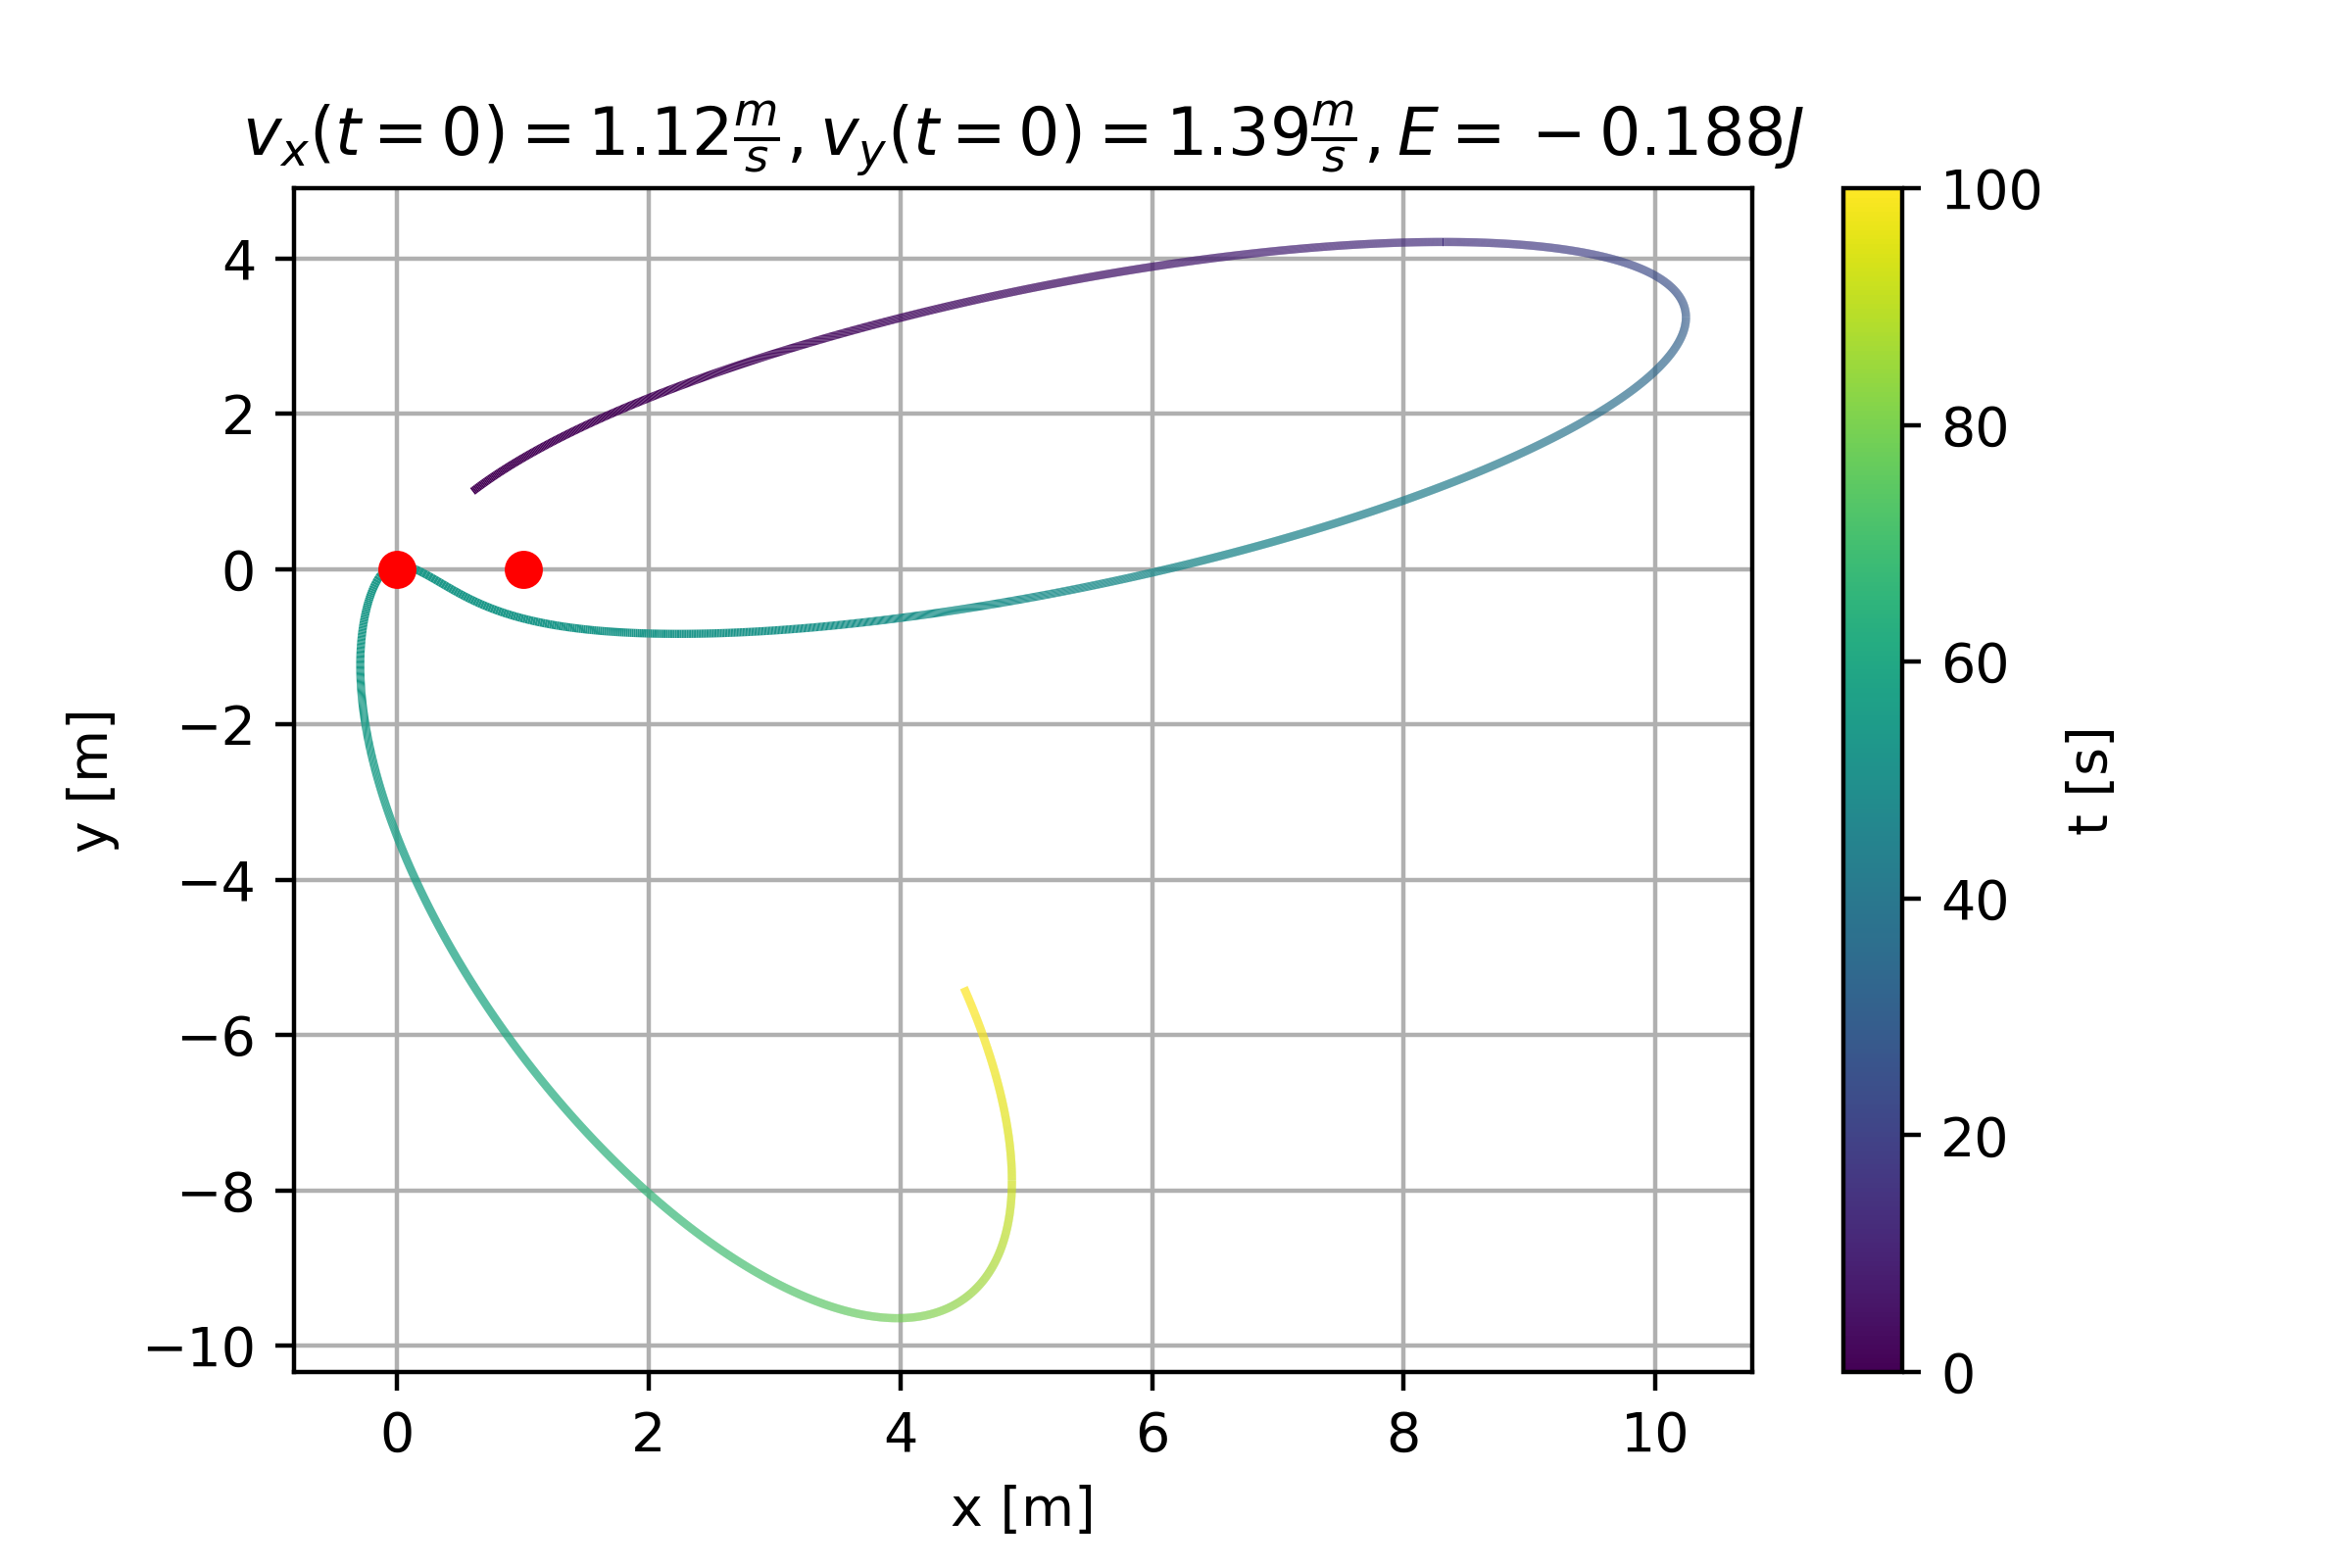 v_x(t = 0) = 1.12 m/s, v_y(t = 0) = 1.39 m/s, E = −0.188J
4
2
0
−2
−4
−6
−8
−10
y [m]
0 2 4 6 8 10
x [m]
100
80
60
40
20
0
t [s]